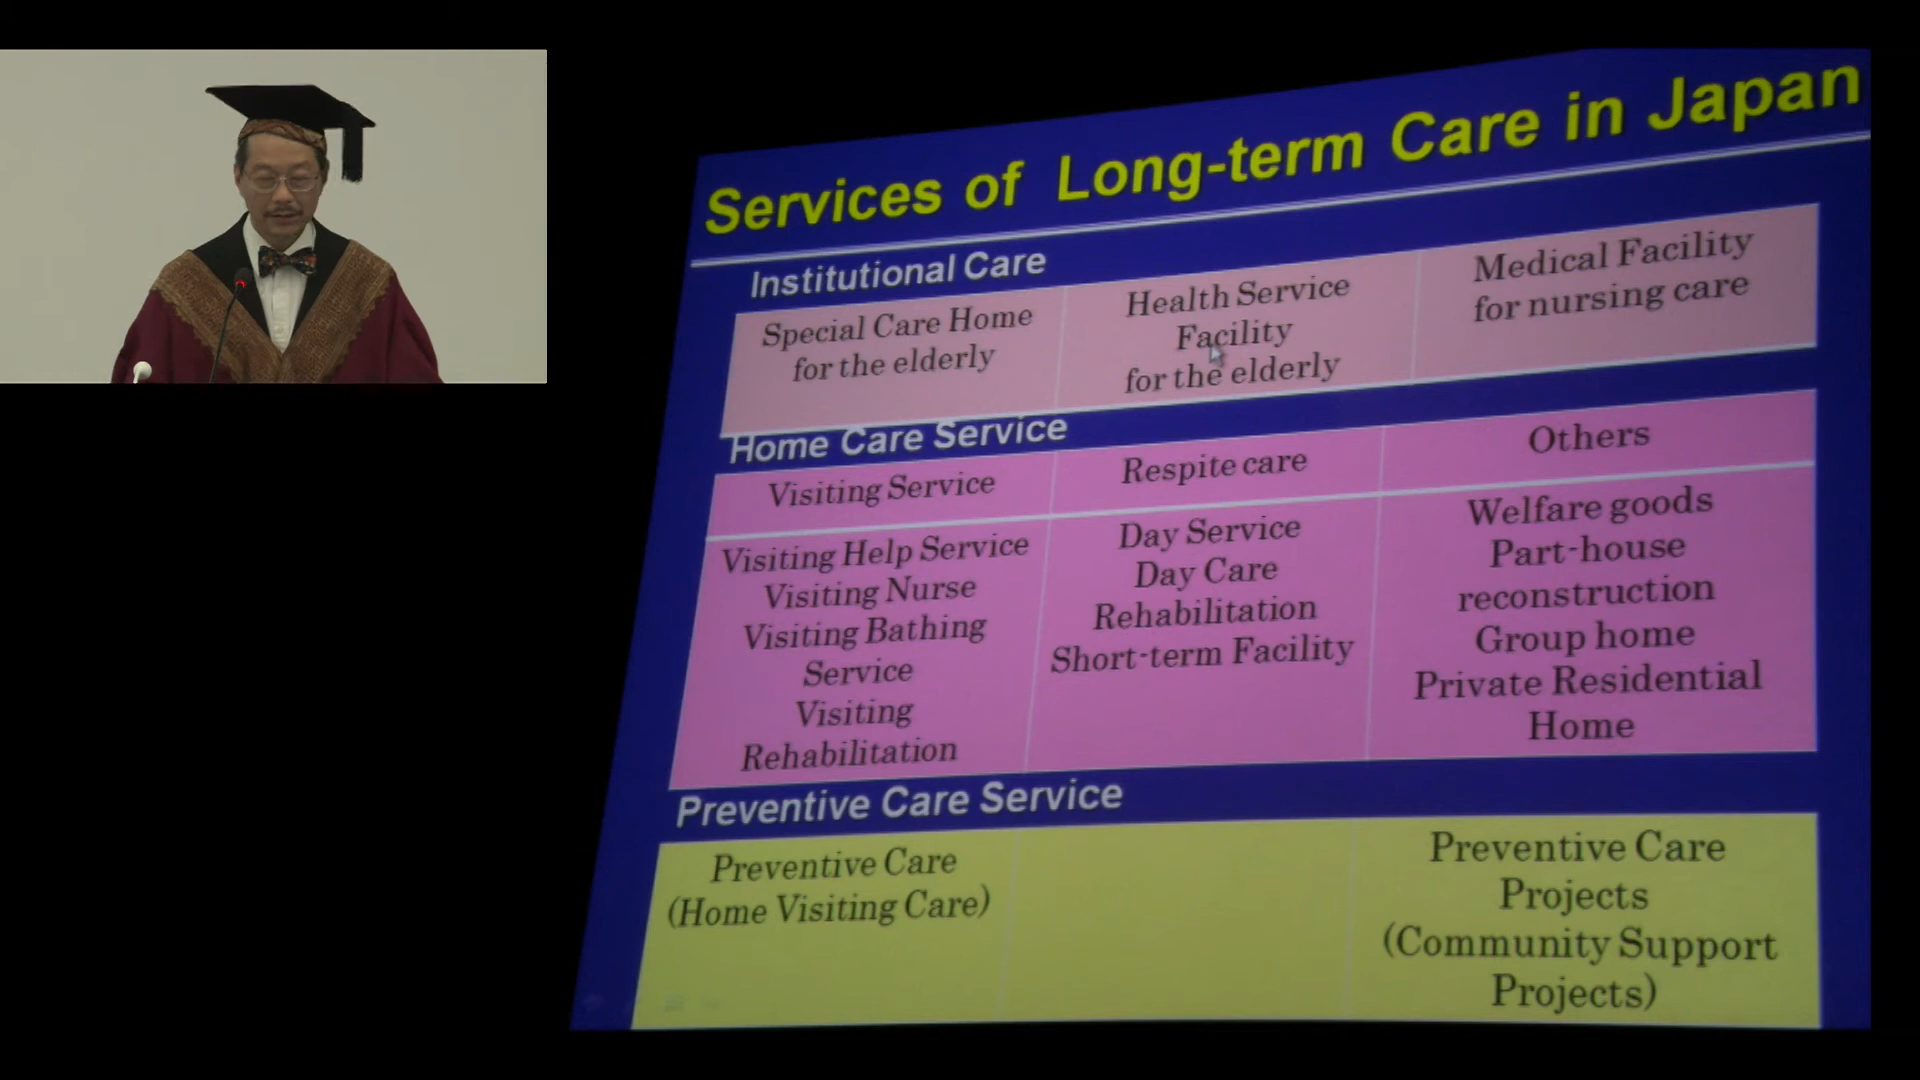 Services of Long-term Care in Japan
Institutional Care
Special Care Home
for the elderly
Health Service
Facility
for the elderly
Medical Facility
for nursing care
Home Care Service
Visiting Service
Respite care
Others
Visiting Help Service
Visiting Nurse
Visiting Bathing
Service
Visiting
Rehabilitation
Day Service
Day Care
Rehabilitation
Short-term Facility
Welfare goods
Part-house
reconstruction
Group home
Private Residential
Home
Preventive Care Service
Preventive Care
(Home Visiting Care)
Preventive Care
Projects
(Community Support
Projects)